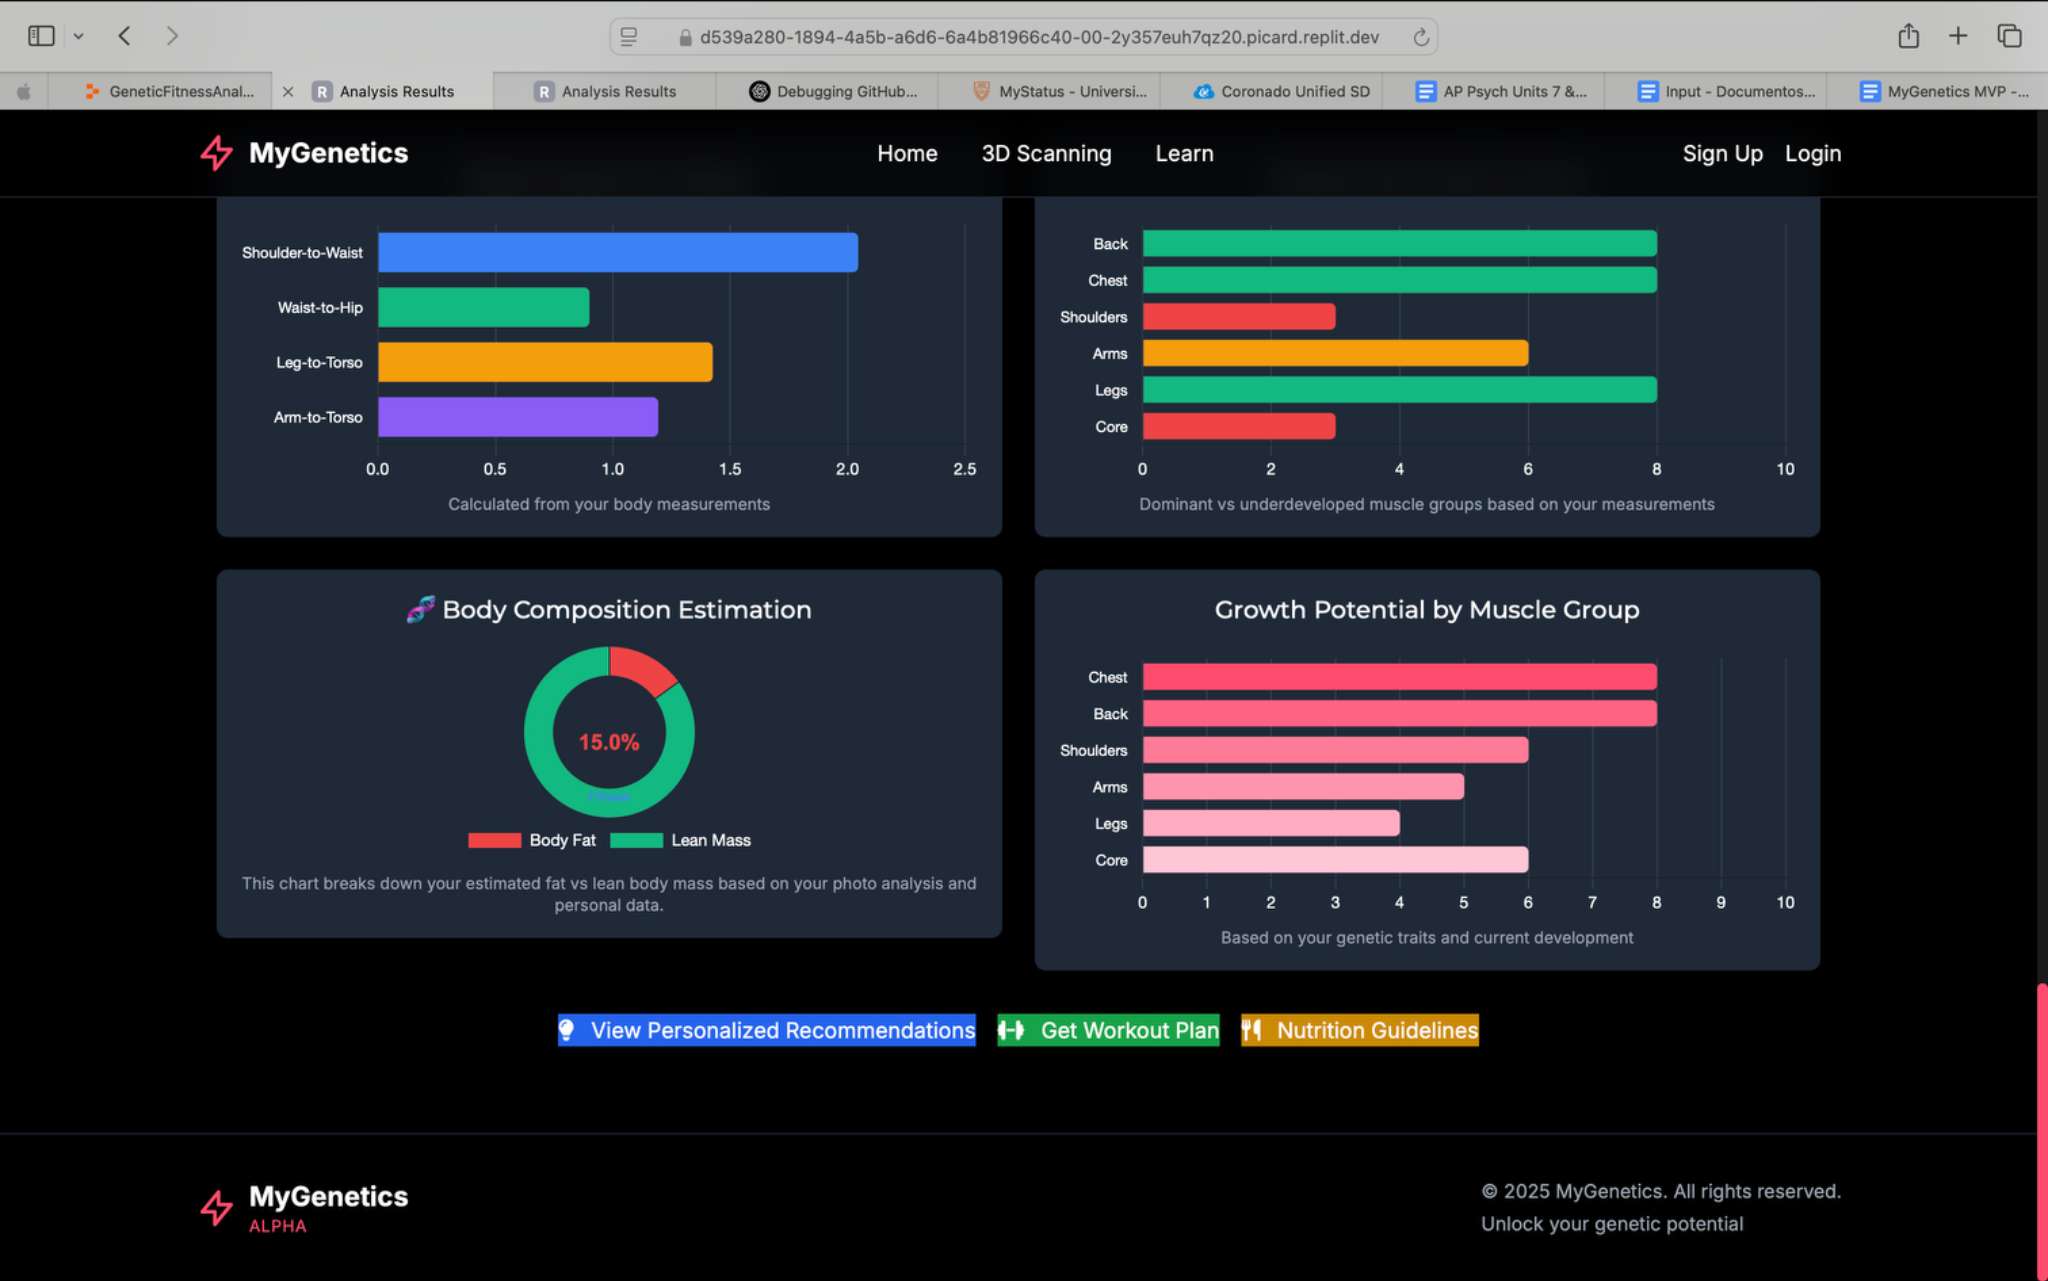 d539a280-1894-4a5b-a6d6-6a4b81966c40-00-2y357euh7qz20.picard.replit.dev
GeneticFitnessAnal...
Analysis Results
Analysis Results
Debugging GitHub...
MyStatus - Universi...
Coronado Unified SD
AP Psych Units 7 &...
Input - Documentos...
MyGenetics MVP -...
MyGenetics
Home
3D Scanning
Learn
Sign Up
Login
Shoulder-to-Waist
Waist-to-Hip
Leg-to-Torso
Arm-to-Torso
0.0 0.5 1.0 1.5 2.0 2.5
Calculated from your body measurements
Back
Chest
Shoulders
Arms
Legs
Core
0 2 4 6 8 10
Dominant vs underdeveloped muscle groups based on your measurements
Body Composition Estimation
15.0%
Body Fat
Lean Mass
This chart breaks down your estimated fat vs lean body mass based on your photo analysis and
personal data.
Growth Potential by Muscle Group
Chest
Back
Shoulders
Arms
Legs
Core
0 1 2 3 4 5 6 7 8 9 10
Based on your genetic traits and current development
View Personalized Recommendations
Get Workout Plan
Nutrition Guidelines
MyGenetics
ALPHA
© 2025 MyGenetics. All rights reserved.
Unlock your genetic potential